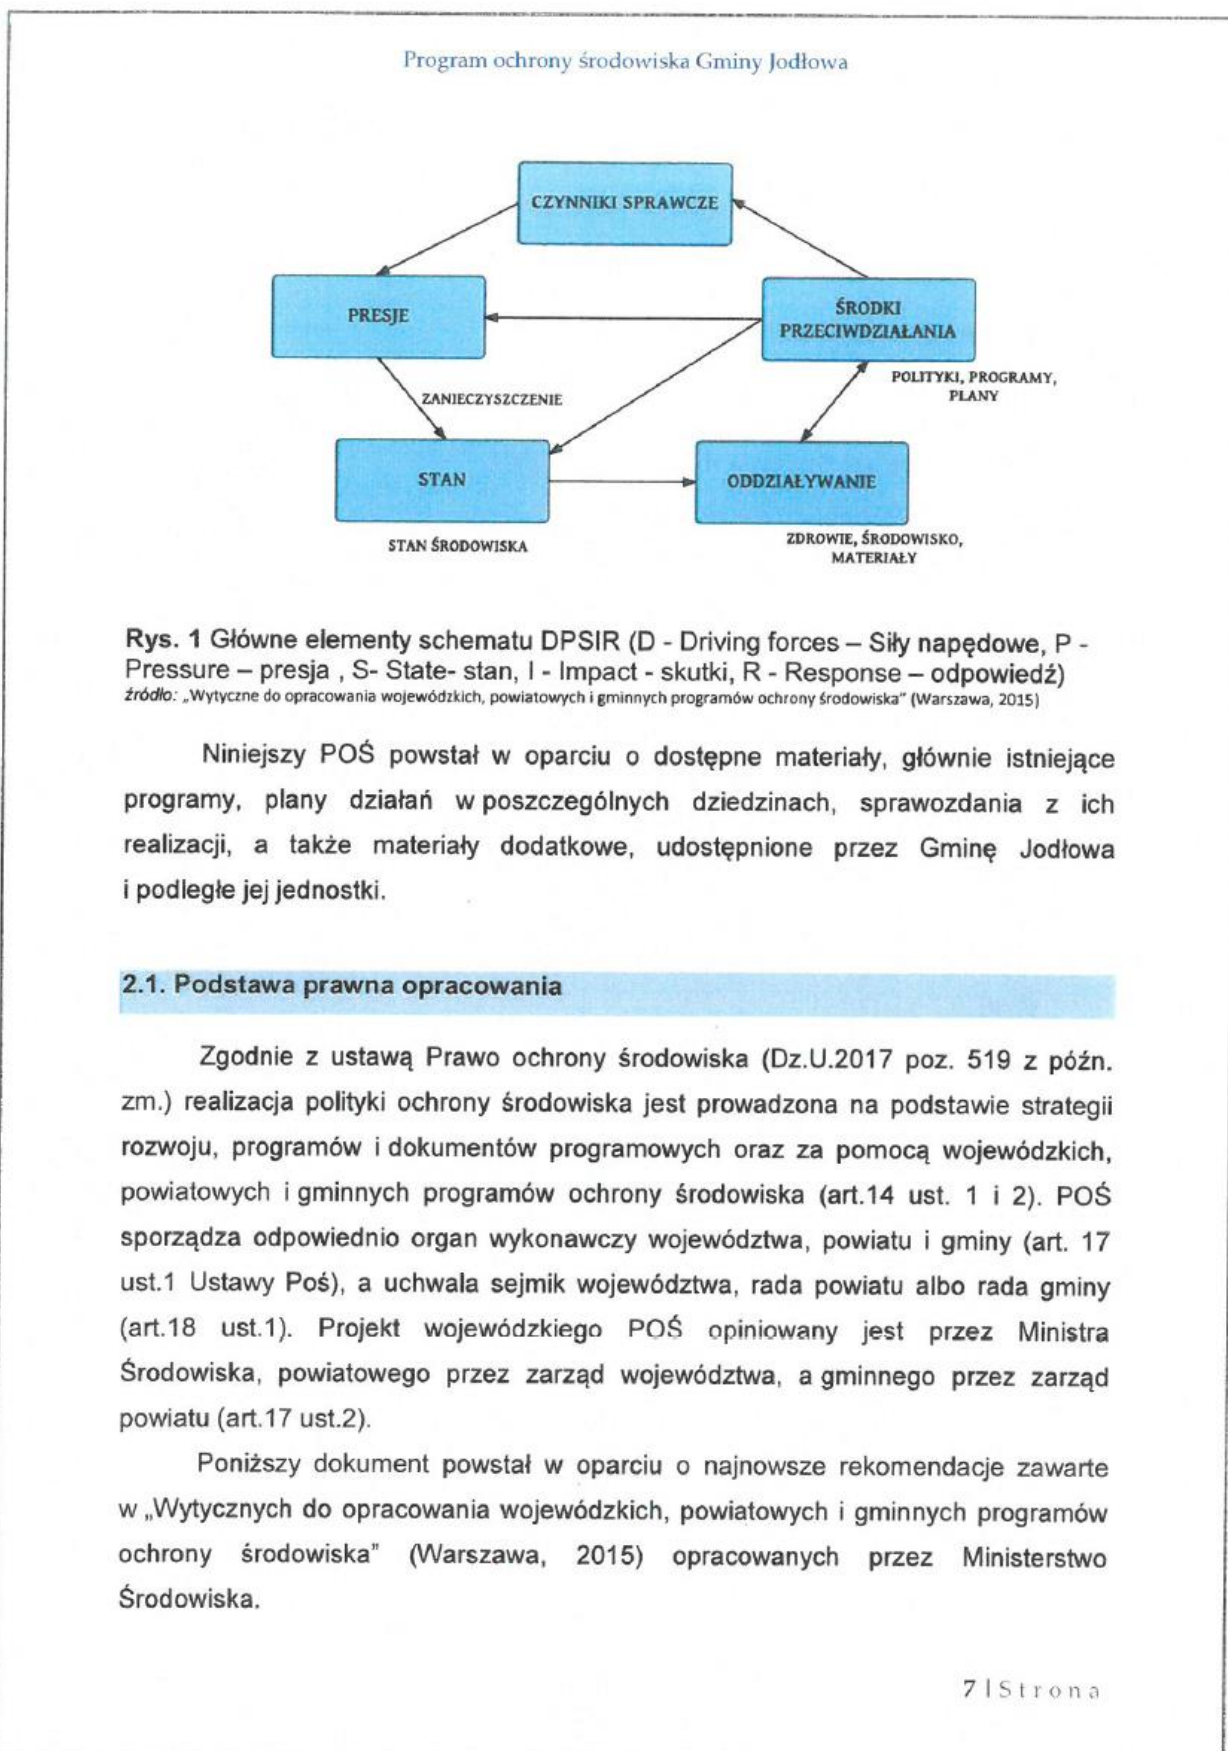 Program ochrony środowiska Gminy Jodłowa
CZYNNIKI SPRAWCZE
PRESJE
ŚRODKI
PRZECIWDZIAŁANIA
POLITYKI, PROGRAMY,
PLANY
ZANIECZYSZCZENIE
STAN
ODDZIAŁYWANIE
STAN ŚRODOWISKA
ZDROWIE, ŚRODOWISKO,
MATERIAŁY
Rys. 1 Główne elementy schematu DPSIR (D - Driving forces – Siły napędowe, P -
Pressure – presja , S- State- stan, I - Impact - skutki, R - Response – odpowiedź)
źródło: „Wytyczne do opracowania wojewódzkich, powiatowych i gminnych programów ochrony środowiska" (Warszawa, 2015)
Niniejszy POŚ powstał w oparciu o dostępne materiały, głównie istniejące
programy, plany działań w poszczególnych dziedzinach, sprawozdania z ich
realizacji, a także materiały dodatkowe, udostępnione przez Gminę Jodłowa
i podległe jej jednostki.
2.1. Podstawa prawna opracowania
Zgodnie z ustawą Prawo ochrony środowiska (Dz.U.2017 poz. 519 z późn.
zm.) realizacja polityki ochrony środowiska jest prowadzona na podstawie strategii
rozwoju, programów i dokumentów programowych oraz za pomocą wojewódzkich,
powiatowych i gminnych programów ochrony środowiska (art.14 ust. 1 i 2). POŚ
sporządza odpowiednio organ wykonawczy województwa, powiatu i gminy (art. 17
ust.1 Ustawy Poś), a uchwala sejmik województwa, rada powiatu albo rada gminy
(art.18 ust.1). Projekt wojewódzkiego POŚ opiniowany jest przez Ministra
Środowiska, powiatowego przez zarząd województwa, a gminnego przez zarząd
powiatu (art.17 ust.2).
Poniższy dokument powstał w oparciu o najnowsze rekomendacje zawarte
w „Wytycznych do opracowania wojewódzkich, powiatowych i gminnych programów
ochrony środowiska" (Warszawa, 2015) opracowanych przez Ministerstwo
Środowiska.
7 | Strona